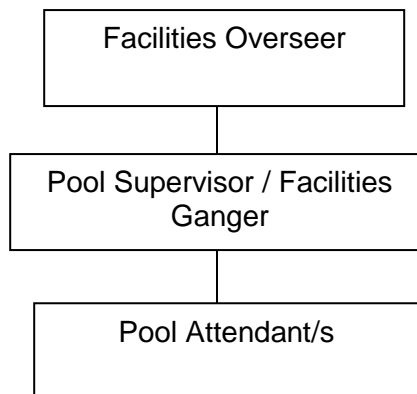 Facilities Overseer
Pool Supervisor / Facilities
Ganger
Pool Attendant/s